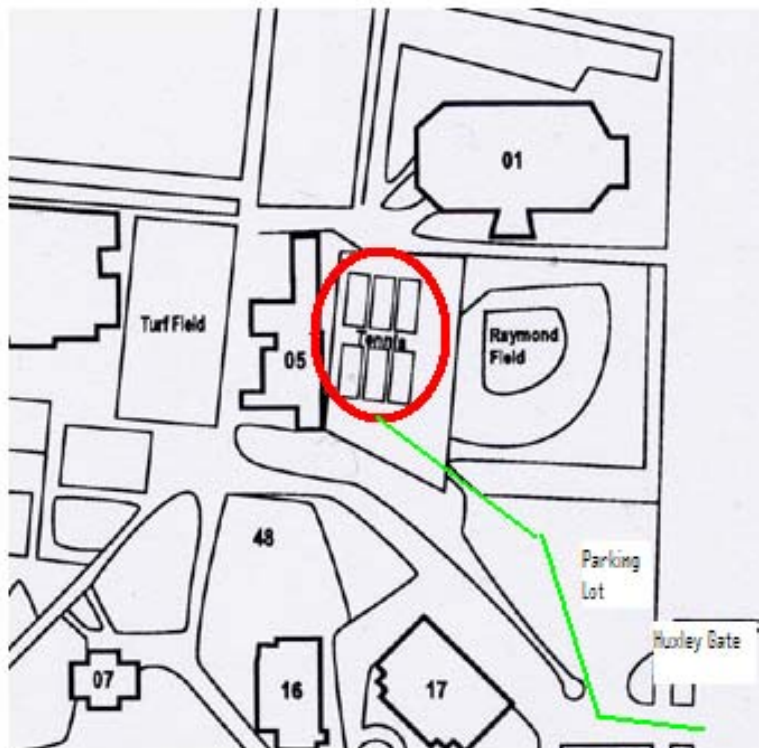 01
Turf Field
05
Tennis
Raymond
Field
48
Parking
Lot
Huxley Gate
07
16
17